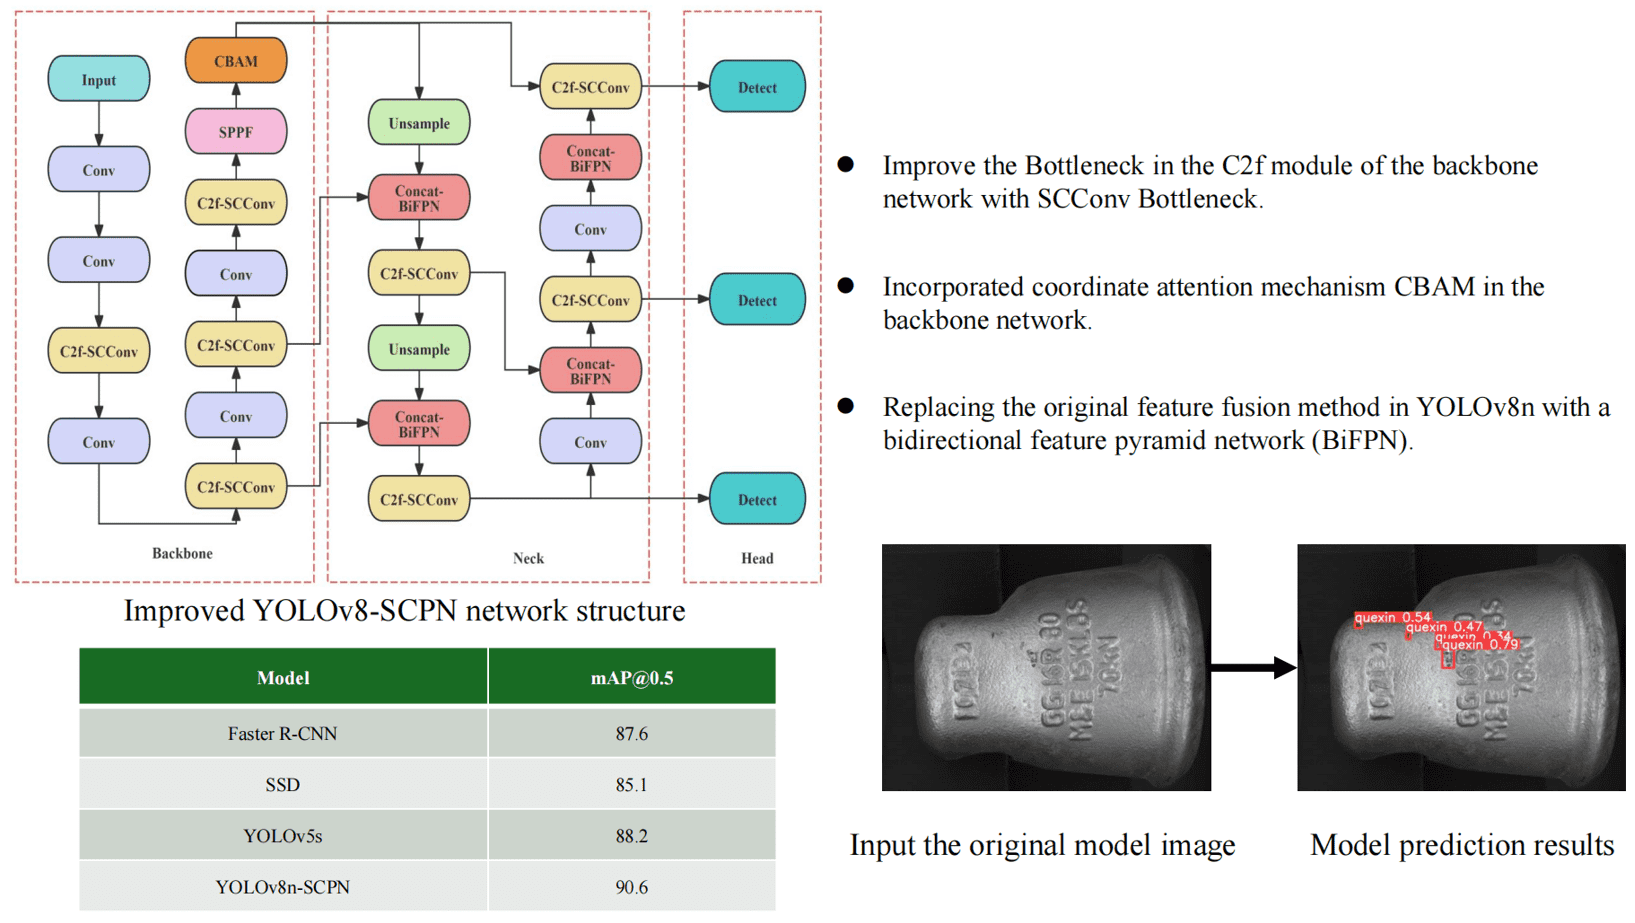 Input
Conv
Conv
C2f-SCConv
Conv
CBAM
SPPF
C2f-SCConv
Conv
C2f-SCConv
Conv
C2f-SCConv
Backbone
Unsample
Concat-
BiFPN
C2f-SCConv
Unsample
Concat-
BiFPN
C2f-SCConv
C2f-SCConv
Concat-
BiFPN
Conv
C2f-SCConv
Concat-
BiFPN
Conv
Neck
Detect
Detect
Detect
Head
Improved YOLOv8-SCPN network structure
Model mAP@0.5
Faster R-CNN 87.6
SSD 85.1
YOLOv5s 88.2
YOLOv8n-SCPN 90.6
● Improve the Bottleneck in the C2f module of the backbone
network with SCConv Bottleneck.
● Incorporated coordinate attention mechanism CBAM in the
backbone network.
● Replacing the original feature fusion method in YOLOv8n with a
bidirectional feature pyramid network (BiFPN).
GG 16R 80
70kN
Input the original model image
quexin 0.54
quexin 0.47
quexin 0.34
quexin 0.79
70kN
Model prediction results